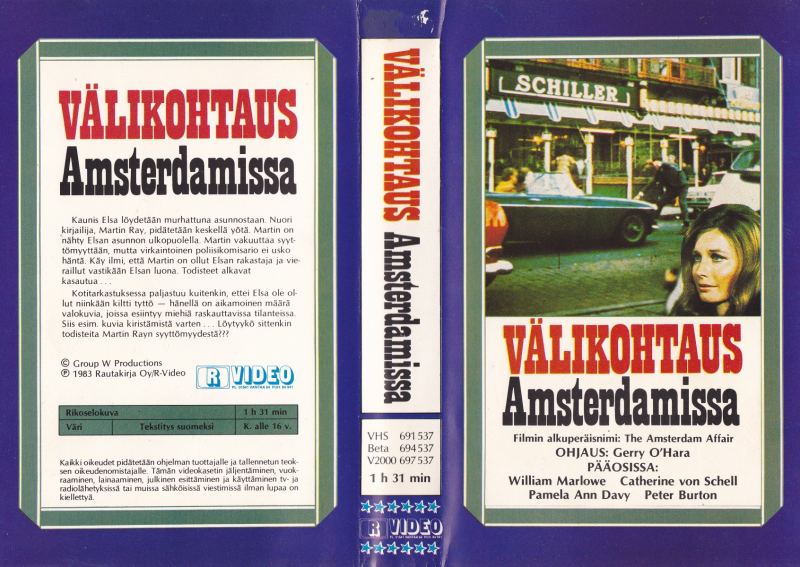 VÄLIKOHTAUS
Amsterdamissa
Kaunis Elsa löydetään murhattuna asunnostaan. Nuori
kirjailija, Martin Ray, pidätetään keskellä yötä. Martin on
nähty Elsan asunnon ulkopuolella. Martin vakuuttaa syyt-
tömyyttään, mutta virkaintoinen poliisikomisario ei usko
häntä. Käy ilmi, että Martin on ollut Elsan rakastaja ja vie-
raillut vastikään Elsan luona. Todisteet alkavat
kasautua . . .
Kotitarkastuksessa paljastuu kuitenkin, ettei Elsa ole ol-
lut niinkään kiltti tyttö — hänellä on aikamoinen määrä
valokuvia, joissa esiintyy miehiä raskauttavissa tilanteissa.
Siis esim. kuvia kiristämistä varten . . . Löytyykö sittenkin
todisteita Martin Rayn syyttömyydestä???
© Group W Productions
℗ 1983 Rautakirja Oy/R-Video
R VIDEO
Rikoselokuva 1 h 31 min
Väri Tekstitys suomeksi K. alle 16 v.
Kaikki oikeudet pidätetään ohjelman tuottajalle ja tallennetun teok-
sen oikeudenomistajalle. Tämän videokasetin jäljentäminen, vuok-
raaminen, lainaaminen, julkinen esittäminen ja käyttäminen tv- ja
radiolähetyksissä tai muissa sähköisissä viestimissä ilman lupaa on
kiellettyä.
VÄLIKOHTAUS Amsterdamissa
VHS 691 537
Beta 694 537
V2000 697 537
1 h 31 min
R VIDEO
SCHILLER
VÄLIKOHTAUS
Amsterdamissa
Filmin alkuperäisnimi: The Amsterdam Affair
OHJAUS: Gerry O'Hara
PÄÄOSISSA:
William Marlowe Catherine von Schell
Pamela Ann Davy Peter Burton